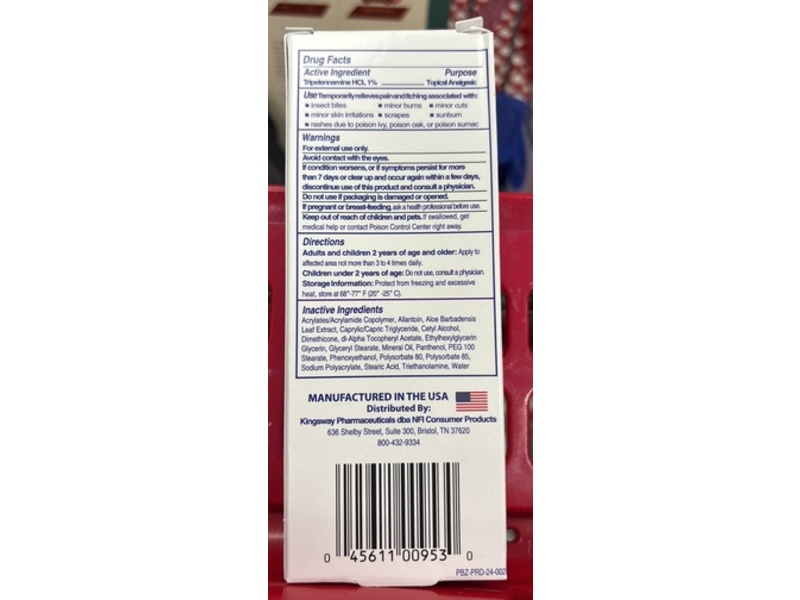 Drug Facts
Active Ingredient Purpose
Tripelennamine HCl, 1% Topical Analgesic
Use Temporarily relieves pain and itching associated with:
▪ insect bites ▪ minor burns ▪ minor cuts
▪ minor skin irritations ▪ scrapes ▪ sunburn
▪ rashes due to poison ivy, poison oak, or poison sumac
Warnings
For external use only.
Avoid contact with the eyes.
If condition worsens, or if symptoms persist for more
than 7 days or clear up and occur again within a few days,
discontinue use of this product and consult a physician.
Do not use if packaging is damaged or opened.
If pregnant or breast-feeding, ask a health professional before use.
Keep out of reach of children and pets. If swallowed, get
medical help or contact Poison Control Center right away.
Directions
Adults and children 2 years of age and older: Apply to
affected area not more than 3 to 4 times daily.
Children under 2 years of age: Do not use, consult a physician.
Storage Information: Protect from freezing and excessive
heat, store at 68°-77° F (20° -25° C).
Inactive Ingredients
Acrylates/Acrylamide Copolymer, Allantoin, Aloe Barbadensis
Leaf Extract, Caprylic/Capric Triglyceride, Cetyl Alcohol,
Dimethicone, dl-Alpha Tocopheryl Acetate, Ethylhexylglycerin
Glycerin, Glyceryl Stearate, Mineral Oil, Panthenol, PEG 100
Stearate, Phenoxyethanol, Polysorbate 80, Polysorbate 85,
Sodium Polyacrylate, Stearic Acid, Triethanolamine, Water
MANUFACTURED IN THE USA
Distributed By:
Kingsway Pharmaceuticals dba NFI Consumer Products
636 Shelby Street, Suite 300, Bristol, TN 37620
800-432-9334
0 45611 00953 0
PBZ-PRD-24-002